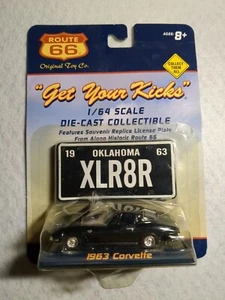 ROUTE
66
Original Toy Co.
AGES: 8+
COLLECT
THEM
ALL
"Get Your Kicks"
1/64 SCALE
DIE-CAST COLLECTIBLE
Features Souvenir Replica License Plate
From Along Historic Route 66
19 OKLAHOMA 63
XLR8R
1963 Corvette